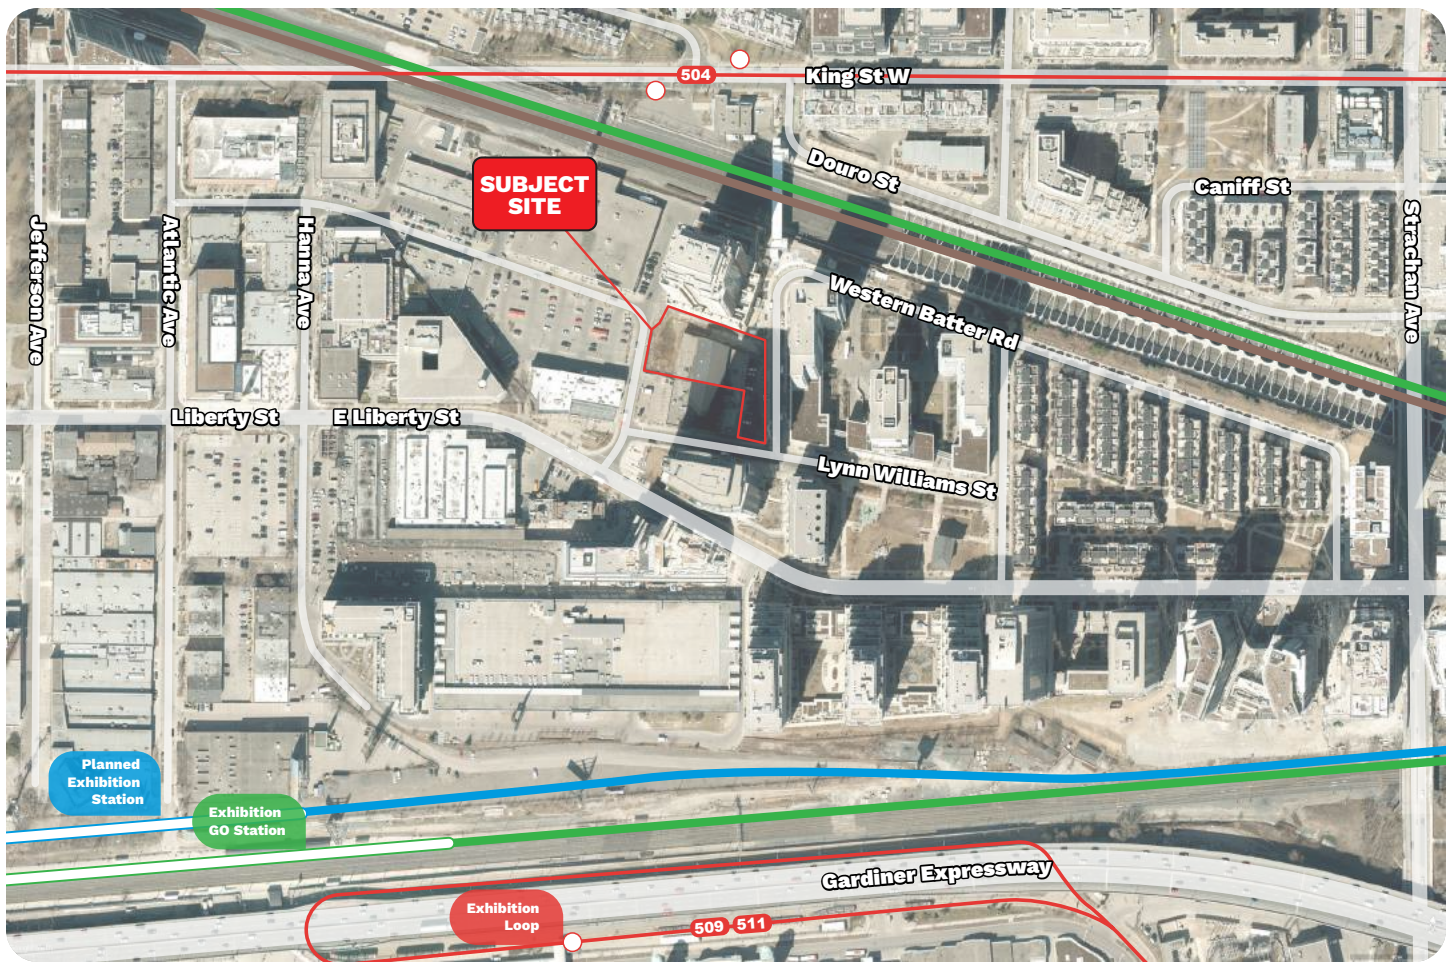 504
King St W
Douro St
SUBJECT
SITE
Caniff St
Jefferson Ave
Atlantic Ave
Hanna Ave
Strachan Ave
Western Batter Rd
Liberty St
E Liberty St
Lynn Williams St
Planned
Exhibition
Station
Exhibition
GO Station
Gardiner Expressway
Exhibition
Loop
509
511